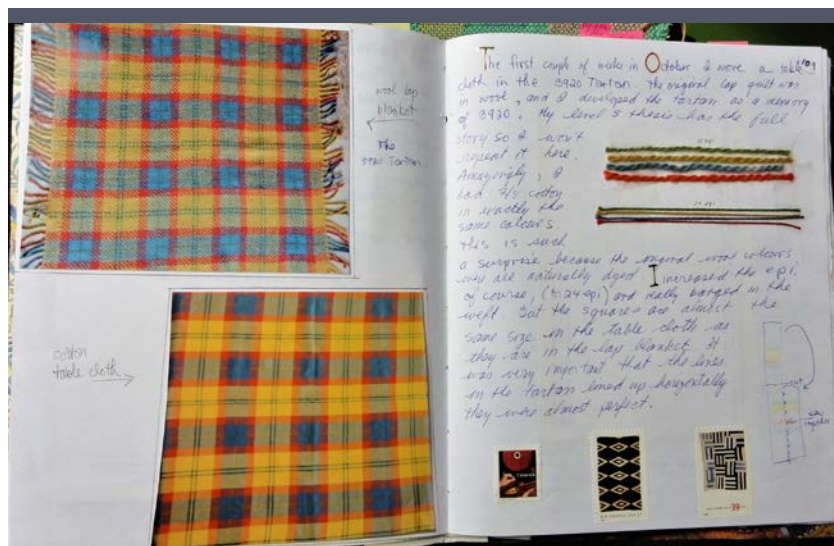 wool lap
blanket
The
3920 Tartan
cotton
table cloth
The first couple of weeks in October I wove a table
cloth in the 3920 Tartan. The original lap quilt was
in wool, and I developed the tartan as a memory
of 3920. My level 5 thesis has the full
story so I won't
repeat it here.
Amazingly, I
had 2/8 cotton
in exactly the
same colours.
This is such
a surprise because the original wool colours
were all naturally dyed. I increased the epi
of course, (to 24 epi) and really banged in the
weft. But the squares are almost the
same size in the table cloth as
they are in the lap blanket. It
was very important that the lines
in the tartan lined up horizontally
they were almost perfect.
39